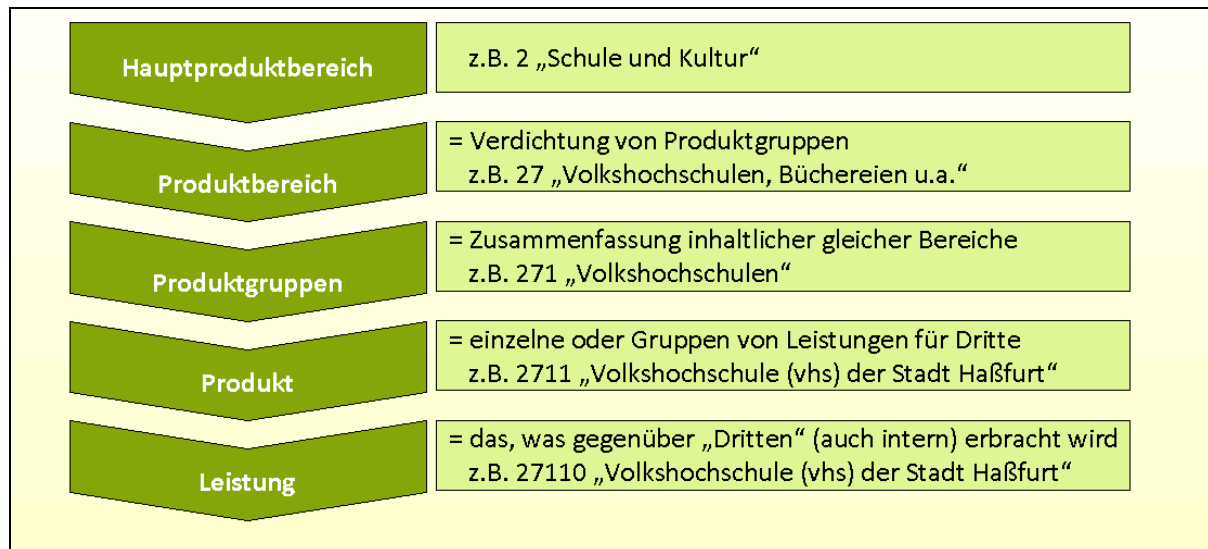 Hauptproduktbereich
z.B. 2 „Schule und Kultur“
Produktbereich
= Verdichtung von Produktgruppen
z.B. 27 „Volkshochschulen, Büchereien u.a.“
Produktgruppen
= Zusammenfassung inhaltlicher gleicher Bereiche
z.B. 271 „Volkshochschulen“
Produkt
= einzelne oder Gruppen von Leistungen für Dritte
z.B. 2711 „Volkshochschule (vhs) der Stadt Haßfurt“
Leistung
= das, was gegenüber „Dritten“ (auch intern) erbracht wird
z.B. 27110 „Volkshochschule (vhs) der Stadt Haßfurt“